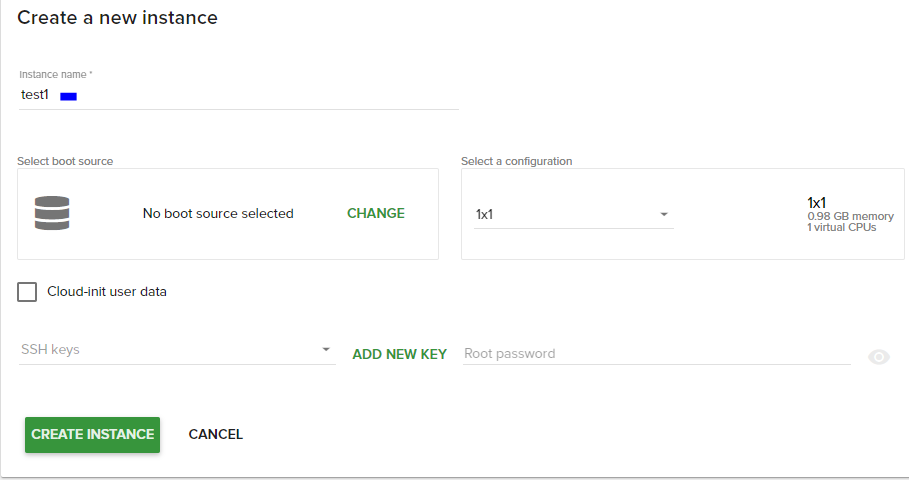 Create a new instance
Instance name *
test1
Select boot source
Select a configuration
No boot source selected
CHANGE
1x1
1x1
0.98 GB memory
1 virtual CPUs
Cloud-init user data
SSH keys
ADD NEW KEY
Root password
CREATE INSTANCE
CANCEL